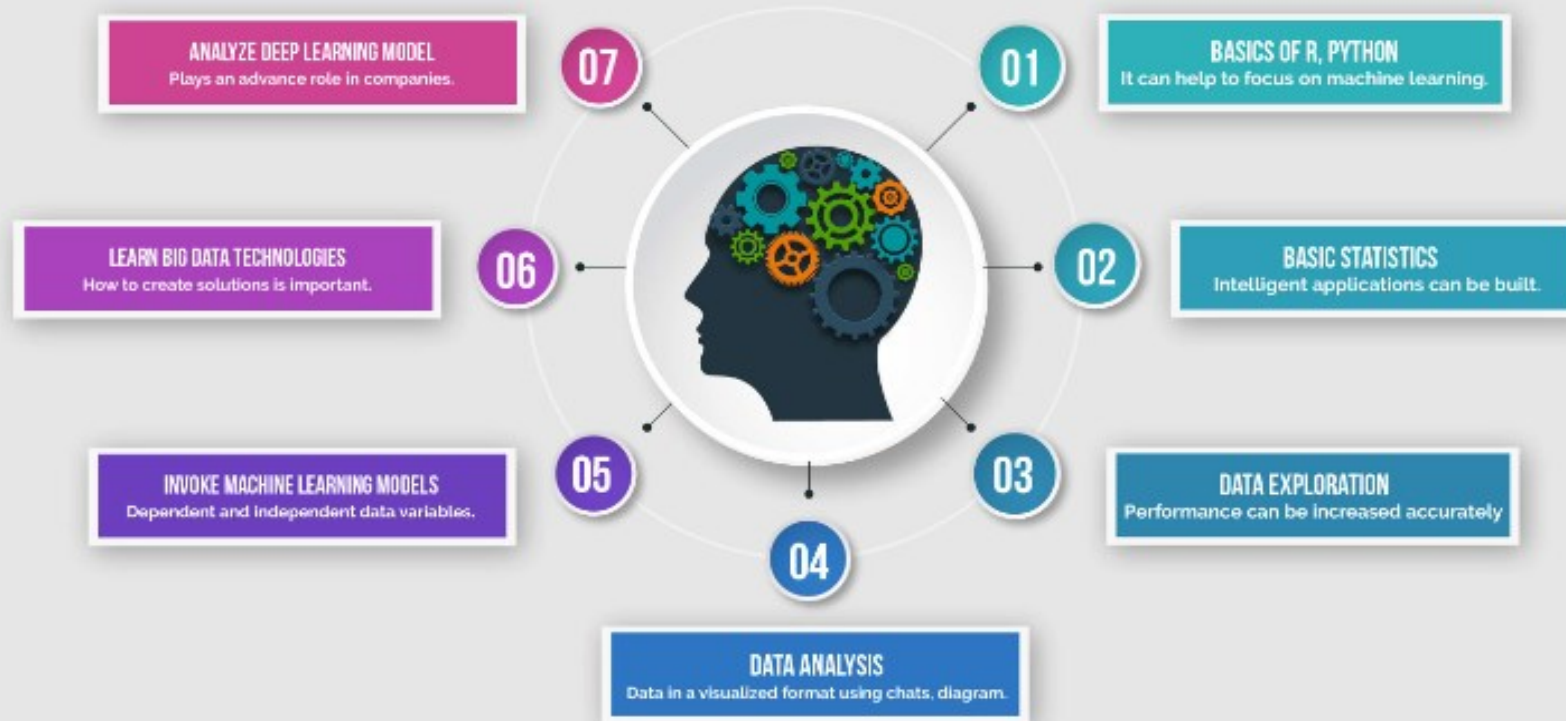 01
BASICS OF R, PYTHON
It can help to focus on machine learning.
02
BASIC STATISTICS
Intelligent applications can be built.
03
DATA EXPLORATION
Performance can be increased accurately
04
DATA ANALYSIS
Data in a visualized format using chats, diagram.
05
INVOKE MACHINE LEARNING MODELS
Dependent and independent data variables.
06
LEARN BIG DATA TECHNOLOGIES
How to create solutions is important.
07
ANALYZE DEEP LEARNING MODEL
Plays an advance role in companies.